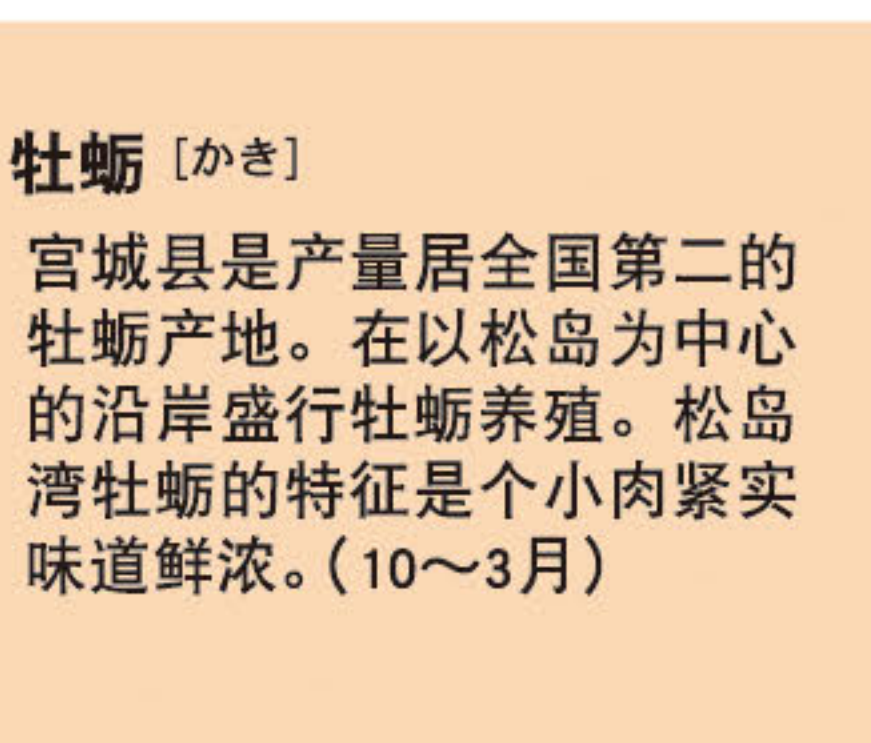 牡蛎 [かき]
宫城县是产量居全国第二的
牡蛎产地。在以松岛为中心
的沿岸盛行牡蛎养殖。松岛
湾牡蛎的特征是个小肉紧实
味道鲜浓。(10～3月)